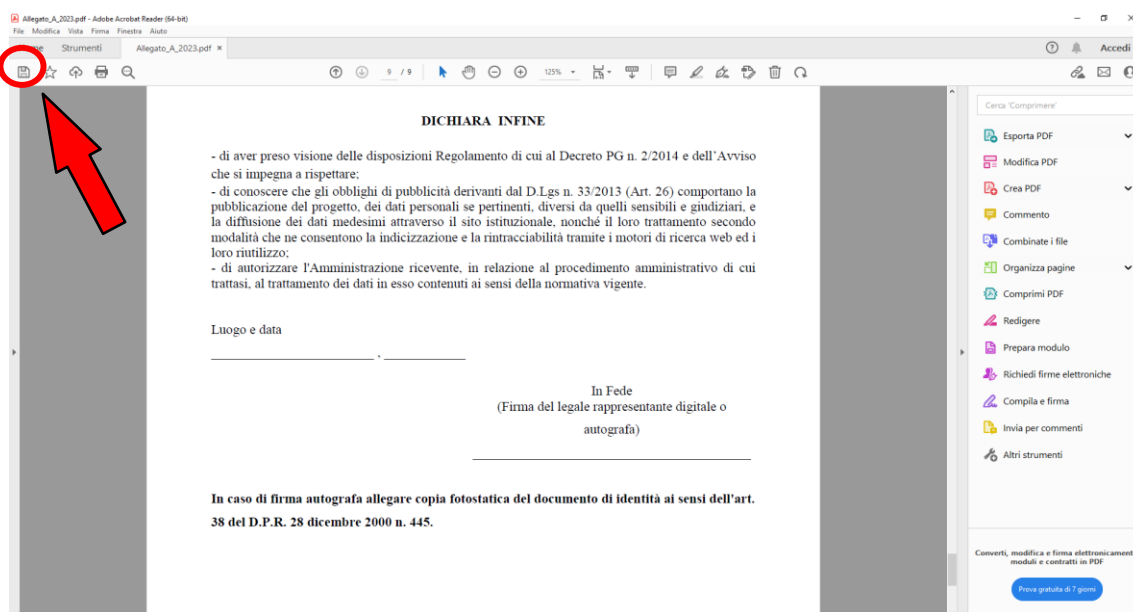 Allegato_A_2023.pdf - Adobe Acrobat Reader (64-bit)
File Modifica Vista Firma Finestra Aiuto
Strumenti Allegato_A_2023.pdf × Accedi
9 / 9 125%
Cerca 'Comprimere'
Esporta PDF
Modifica PDF
Crea PDF
Commento
Combinate i file
Organizza pagine
Comprimi PDF
Redigere
Prepara modulo
Richiedi firme elettroniche
Compila e firma
Invia per commenti
Altri strumenti
Converti, modifica e firma
moduli e contratti in PDF
Prova gratuita di 7 giorni
DICHIARA INFINE
- di aver preso visione delle disposizioni Regolamento di cui al Decreto PG n. 2/2014 e dell'Avviso
che si impegna a rispettare;
- di conoscere che gli obblighi di pubblicità derivanti dal D.Lgs n. 33/2013 (Art. 26) comportano la
pubblicazione del progetto, dei dati personali se pertinenti, diversi da quelli sensibili e giudiziari, e
la diffusione dei dati medesimi attraverso il sito istituzionale, nonché il loro trattamento secondo
modalità che ne consentono la indicizzazione e la rintracciabilità tramite i motori di ricerca web ed i
loro riutilizzo;
- di autorizzare l'Amministrazione ricevente, in relazione al procedimento amministrativo di cui
trattasi, al trattamento dei dati in esso contenuti ai sensi della normativa vigente.
Luogo e data
____________________ , __________
In Fede
(Firma del legale rappresentante digitale o
autografa)
In caso di firma autografa allegare copia fotostatica del documento di identità ai sensi dell'art.
38 del D.P.R. 28 dicembre 2000 n. 445.